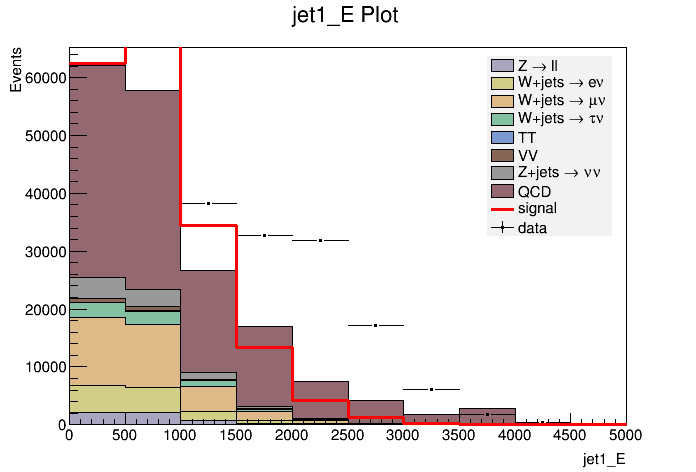 jet1_E Plot
Events
60000
50000
40000
30000
20000
10000
0
0 500 1000 1500 2000 2500 3000 3500 4000 4500 5000
jet1_E
Z → ll
W+jets → eν
W+jets → μν
W+jets → τν
TT
VV
Z+jets → νν
QCD
signal
data